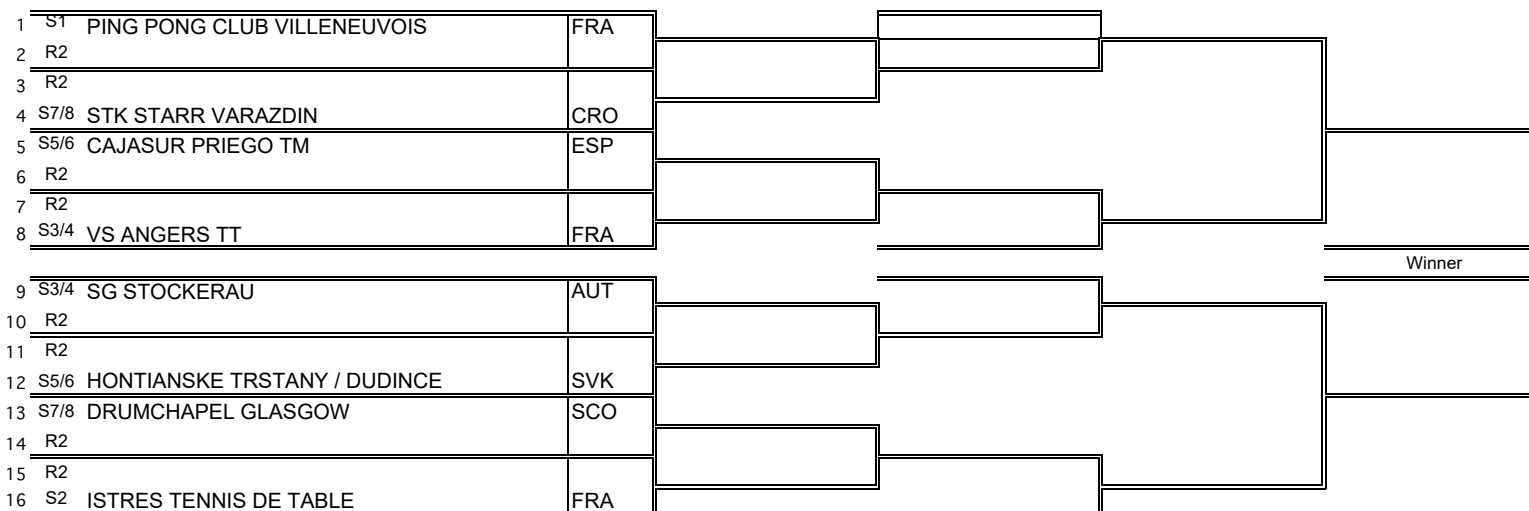 1 S1 PING PONG CLUB VILLENEUVOIS FRA
2 R2
3 R2
4 S7/8 STK STARR VARAZDIN CRO
5 S5/6 CAJASUR PRIEGO TM ESP
6 R2
7 R2
8 S3/4 VS ANGERS TT FRA
Winner
9 S3/4 SG STOCKERAU AUT
10 R2
11 R2
12 S5/6 HONTIANSKE TRSTANY / DUDINCE SVK
13 S7/8 DRUMCHAPEL GLASGOW SCO
14 R2
15 R2
16 S2 ISTRES TENNIS DE TABLE FRA